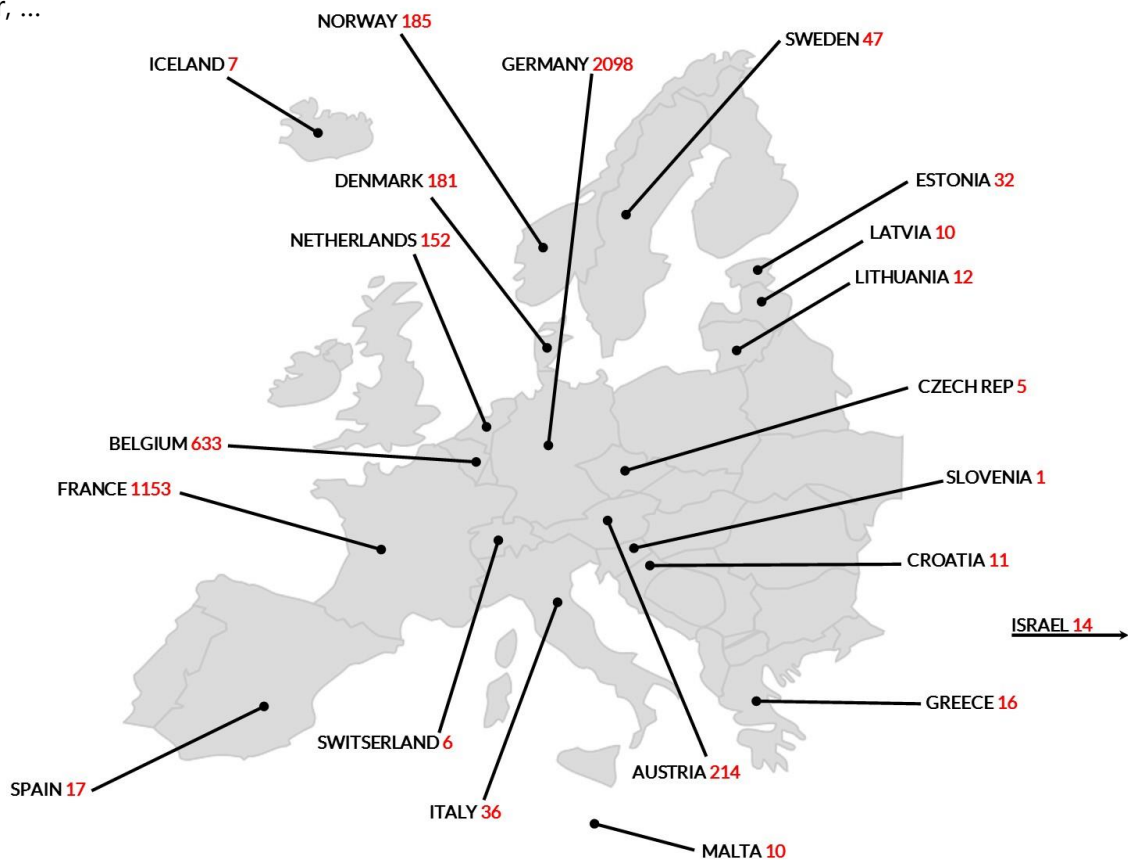 r, ...
NORWAY 185
SWEDEN 47
ICELAND 7
GERMANY 2098
DENMARK 181
ESTONIA 32
LATVIA 10
NETHERLANDS 152
LITHUANIA 12
CZECH REP 5
BELGIUM 633
SLOVENIA 1
FRANCE 1153
CROATIA 11
ISRAEL 14
GREECE 16
SWITSERLAND 6
AUSTRIA 214
SPAIN 17
ITALY 36
MALTA 10